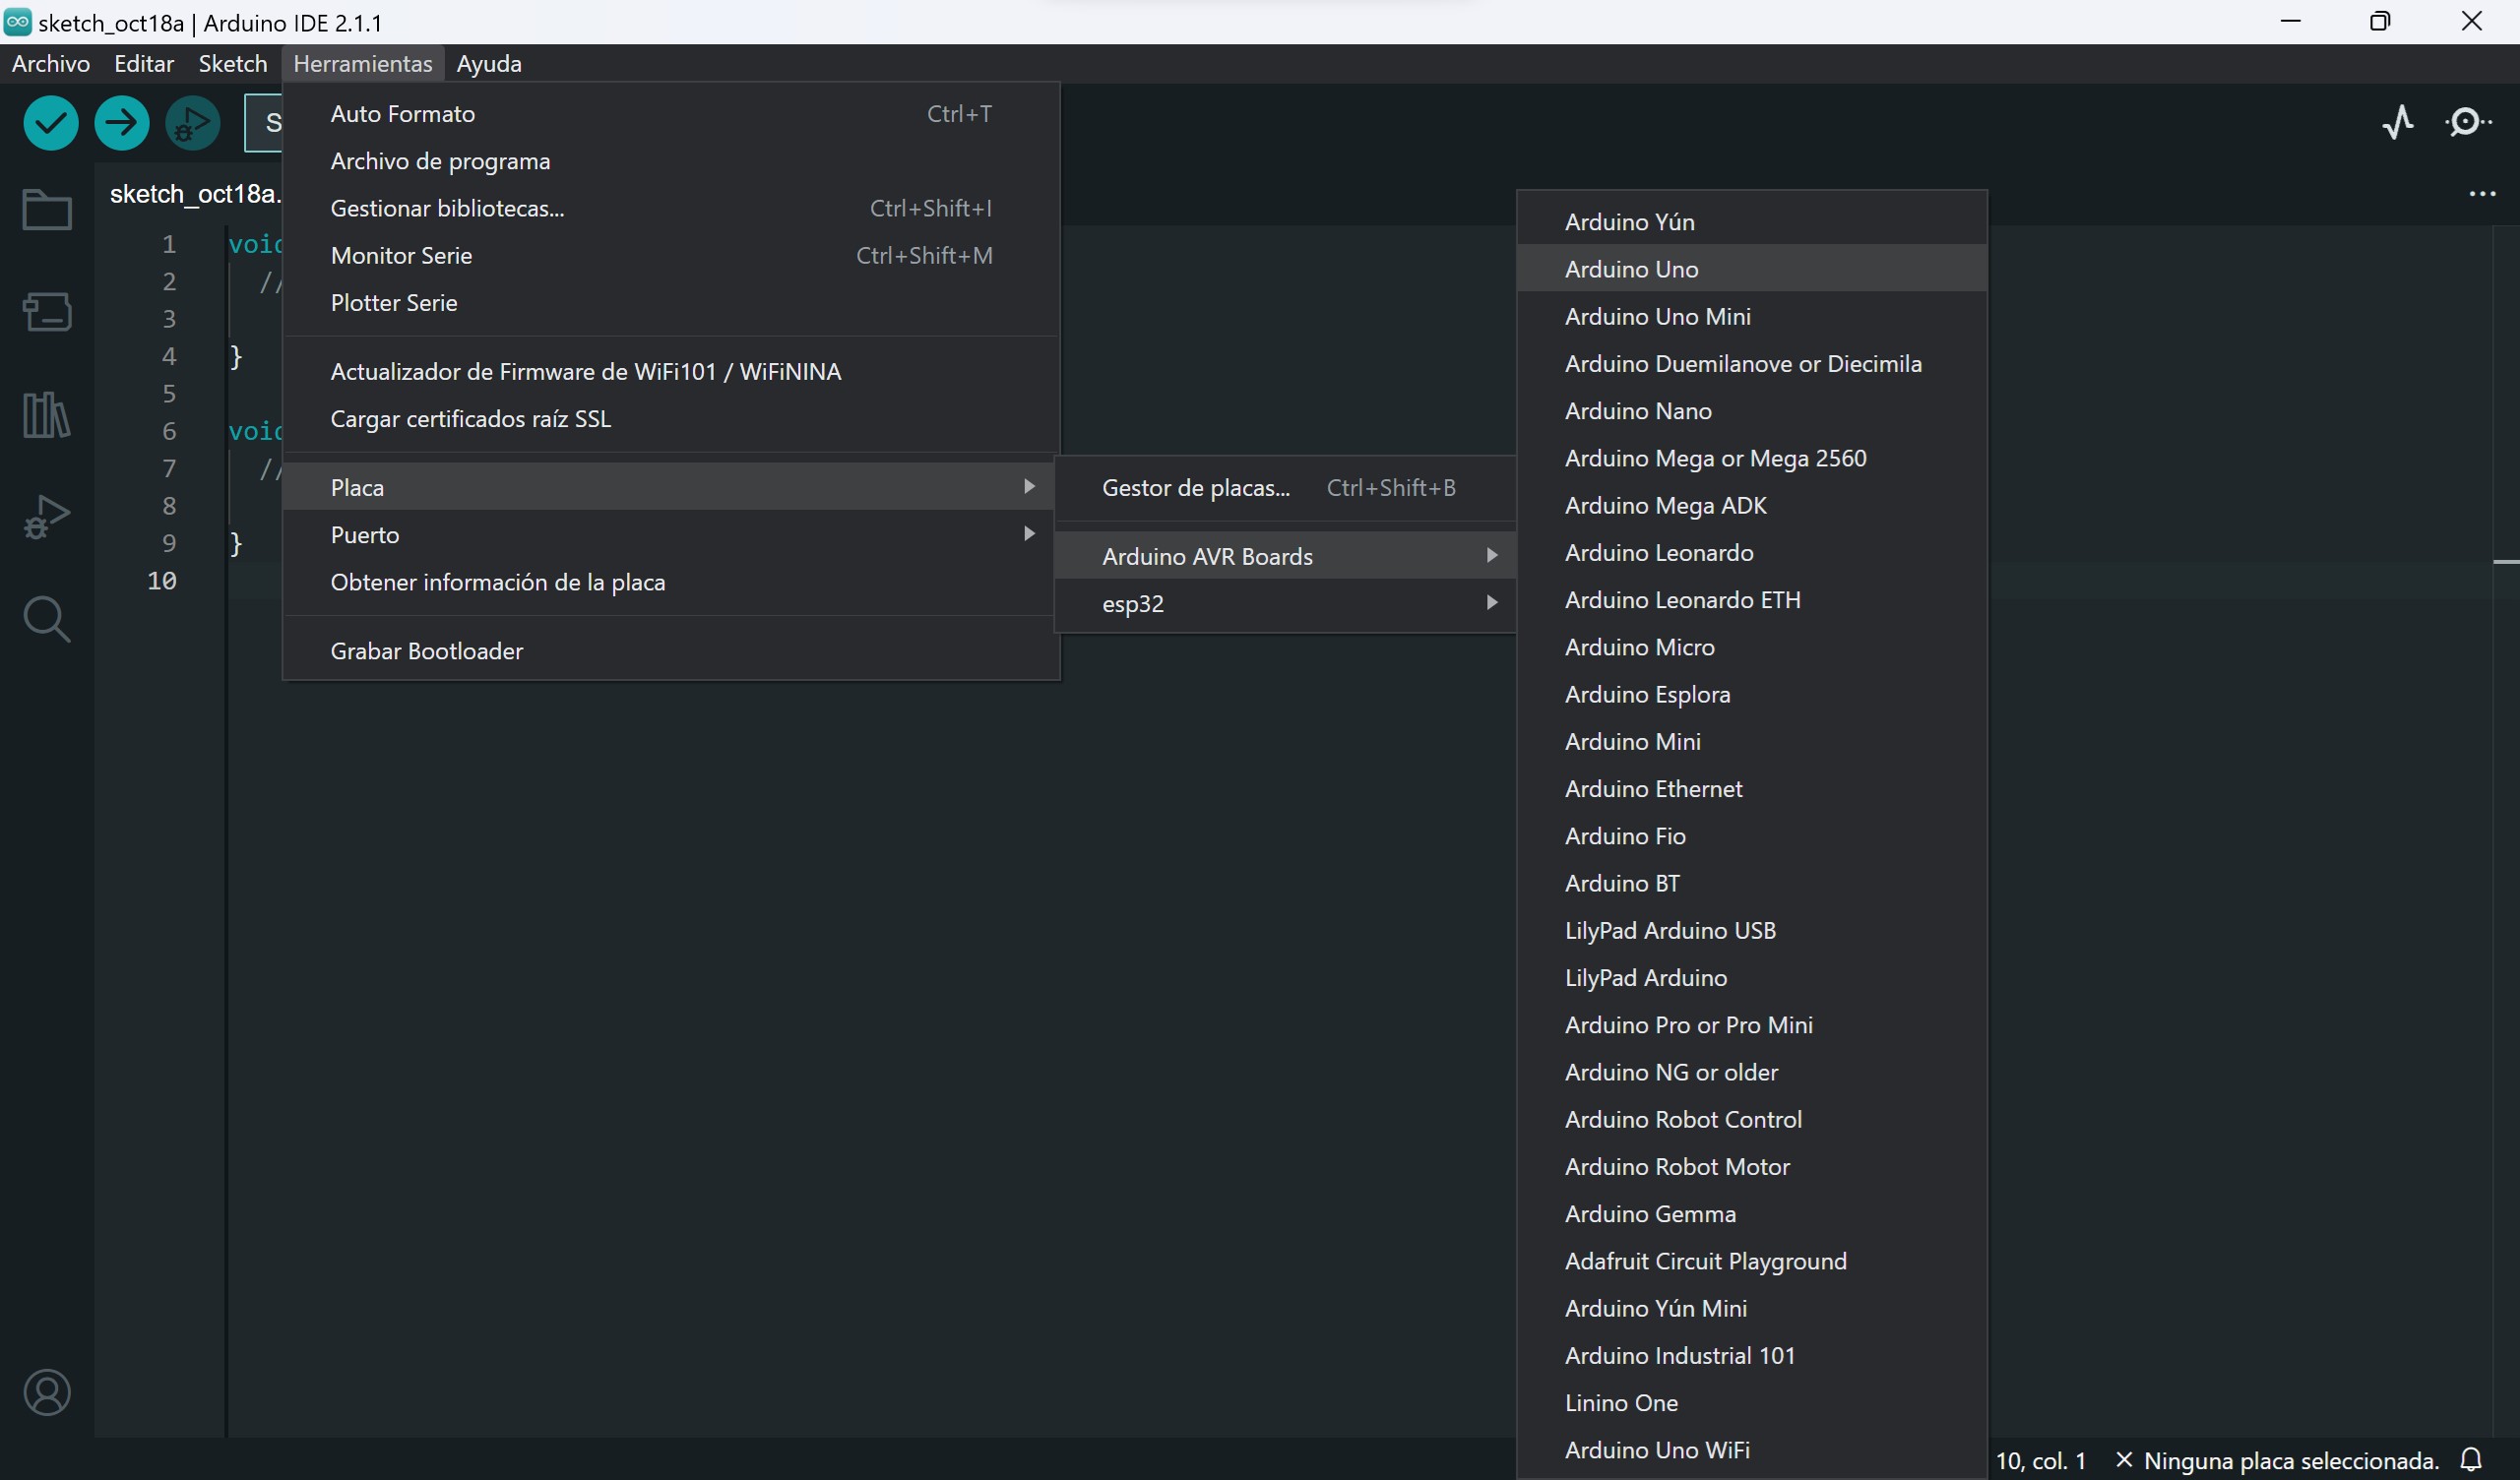 sketch_oct18a | Arduino IDE 2.1.1
Archivo Editar Sketch Herramientas Ayuda
S
sketch_oct18a.
1 voic
2 //
3
4 }
5
6 voic
7 //
8
9 }
10
Auto Formato Ctrl+T
Archivo de programa
Gestionar bibliotecas... Ctrl+Shift+I
Monitor Serie Ctrl+Shift+M
Plotter Serie
Actualizador de Firmware de WiFi101 / WiFiNINA
Cargar certificados raíz SSL
Placa
Puerto
Obtener información de la placa
Grabar Bootloader
Gestor de placas... Ctrl+Shift+B
Arduino AVR Boards
esp32
Arduino Yún
Arduino Uno
Arduino Uno Mini
Arduino Duemilanove or Diecimila
Arduino Nano
Arduino Mega or Mega 2560
Arduino Mega ADK
Arduino Leonardo
Arduino Leonardo ETH
Arduino Micro
Arduino Esplora
Arduino Mini
Arduino Ethernet
Arduino Fio
Arduino BT
LilyPad Arduino USB
LilyPad Arduino
Arduino Pro or Pro Mini
Arduino NG or older
Arduino Robot Control
Arduino Robot Motor
Arduino Gemma
Adafruit Circuit Playground
Arduino Yún Mini
Arduino Industrial 101
Linino One
Arduino Uno WiFi
10, col. 1 Ninguna placa seleccionada.